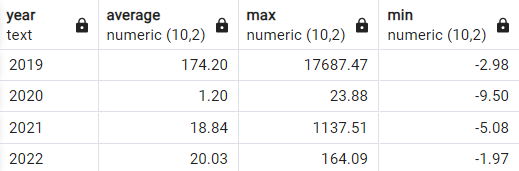 year average max min
text numeric (10,2) numeric (10,2) numeric (10,2)
2019 174.20 17687.47 -2.98
2020 1.20 23.88 -9.50
2021 18.84 1137.51 -5.08
2022 20.03 164.09 -1.97